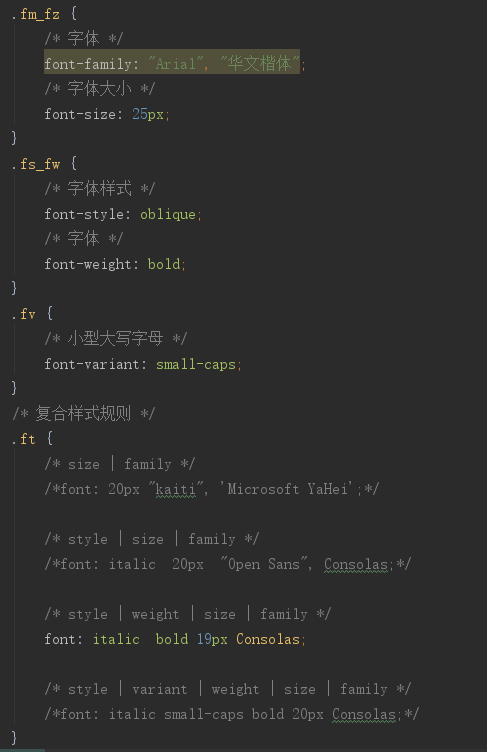 .fm_fz {
/* 字体 */
font-family: "Arial", "华文楷体";
/* 字体大小 */
font-size: 25px;
}
.fs_fw {
/* 字体样式 */
font-style: oblique;
/* 字体 */
font-weight: bold;
}
.fv {
/* 小型大写字母 */
font-variant: small-caps;
}
/* 复合样式规则 */
.ft {
/* size | family */
/*font: 20px "kaiti", 'Microsoft YaHei';*/
/* style | size | family */
/*font: italic  20px  "Open Sans", Consolas;*/
/* style | weight | size | family */
font: italic  bold 19px Consolas;
/* style | variant | weight | size | family */
/*font: italic small-caps bold 20px Consolas;*/
}